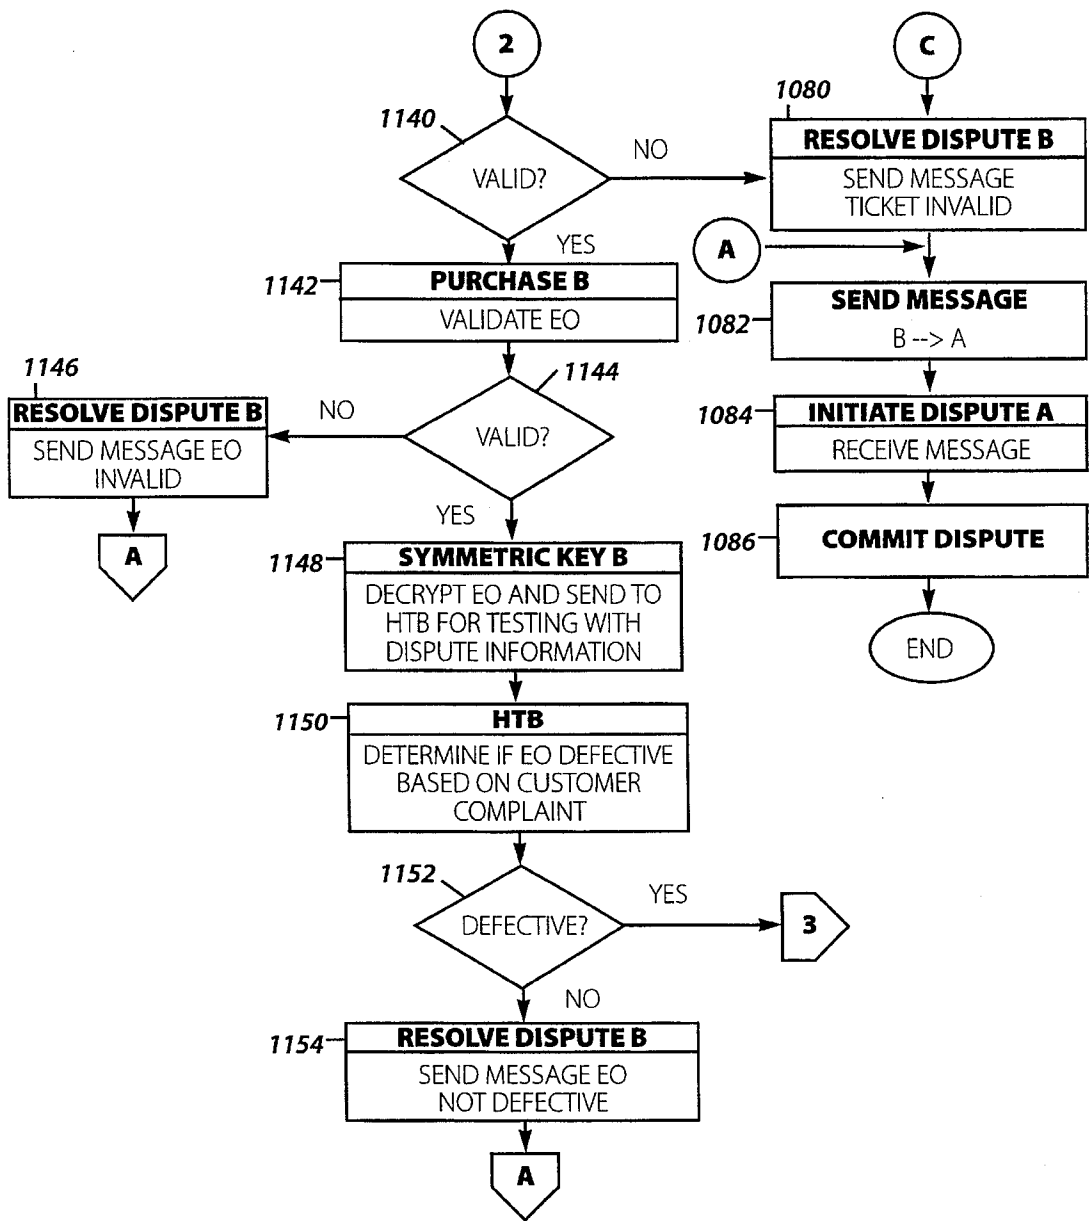 2
1140
VALID?
NO
YES
1142
PURCHASE B
VALIDATE EO
1144
VALID?
NO
1146
RESOLVE DISPUTE B
SEND MESSAGE EO
INVALID
A
YES
1148
SYMMETRIC KEY B
DECRYPT EO AND SEND TO
HTB FOR TESTING WITH
DISPUTE INFORMATION
1150
HTB
DETERMINE IF EO DEFECTIVE
BASED ON CUSTOMER
COMPLAINT
1152
DEFECTIVE?
YES
3
NO
1154
RESOLVE DISPUTE B
SEND MESSAGE EO
NOT DEFECTIVE
A
C
1080
RESOLVE DISPUTE B
SEND MESSAGE
TICKET INVALID
A
SEND MESSAGE
1082
B --> A
1084
INITIATE DISPUTE A
RECEIVE MESSAGE
1086
COMMIT DISPUTE
END